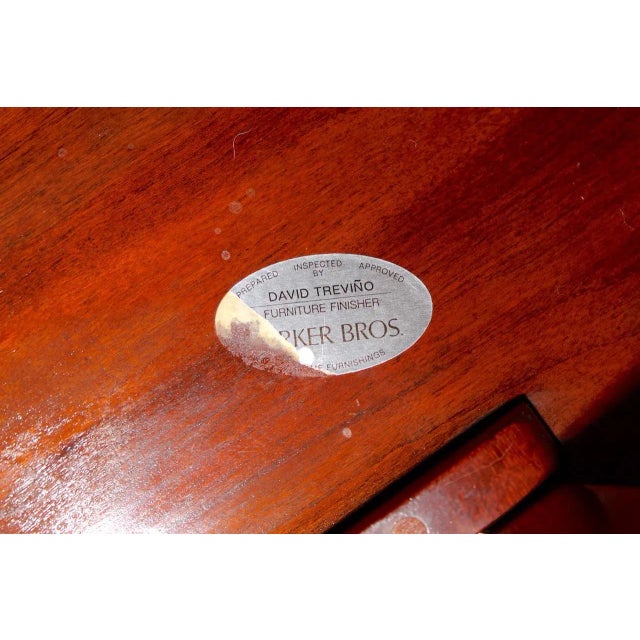 PREPARED INSPECTED APPROVED
BY
DAVID TREVIÑO
FURNITURE FINISHER
RKER BROS.
FURNISHINGS